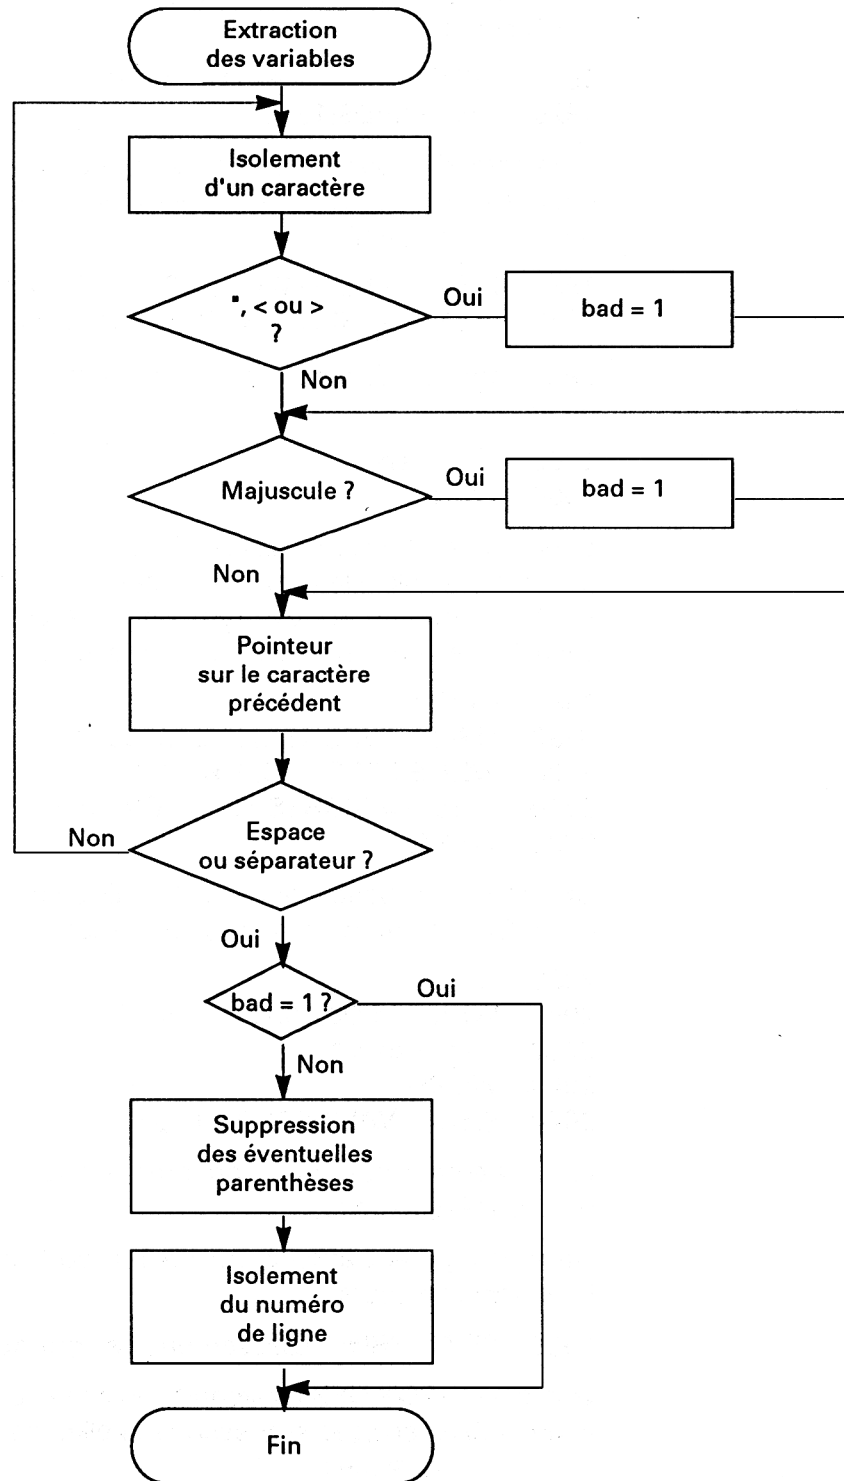 Extraction
des variables
Isolement
d'un caractère
", < ou >
?
Oui
bad = 1
Non
Majuscule ?
Oui
bad = 1
Non
Pointeur
sur le caractère
précédent
Espace
ou séparateur ?
Non
Oui
bad = 1 ?
Oui
Non
Suppression
des éventuelles
parenthèses
Isolement
du numéro
de ligne
Fin